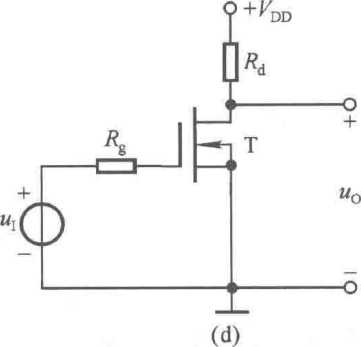 +V_DD
R_d
+
R_g
T
+
u_I
u_O
−
−
(d)